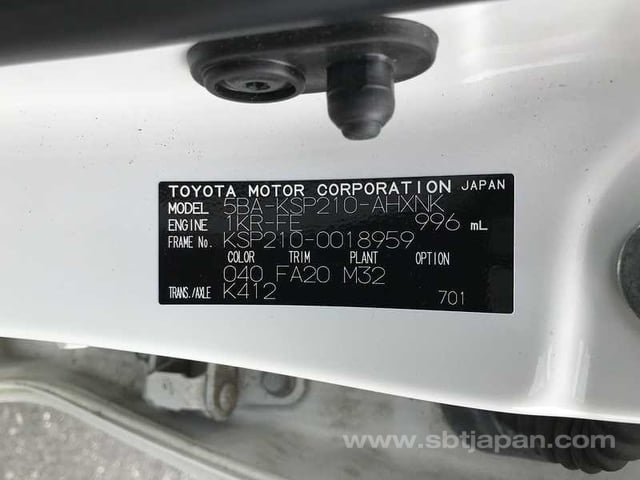 TOYOTA MOTOR CORPORATION JAPAN
MODEL 5BA-KSP210-AHXNK
ENGINE 1KR-FE 996 mL
FRAME No. KSP210-0018959
COLOR TRIM PLANT OPTION
040 FA20 M32
TRANS./AXLE K412
701
www.sbtjapan.com